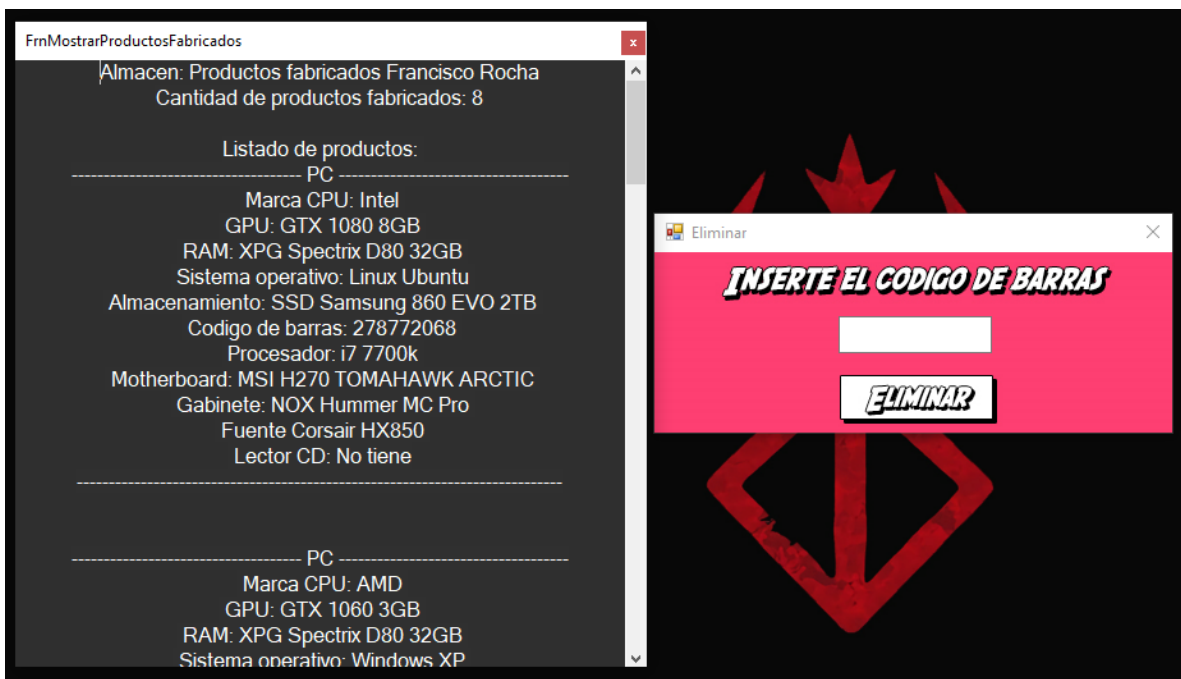 FrnMostrarProductosFabricados
Almacen: Productos fabricados Francisco Rocha
Cantidad de productos fabricados: 8
Listado de productos:
------------------------------------ PC ------------------------------------
Marca CPU: Intel
GPU: GTX 1080 8GB
RAM: XPG Spectrix D80 32GB
Sistema operativo: Linux Ubuntu
Almacenamiento: SSD Samsung 860 EVO 2TB
Codigo de barras: 278772068
Procesador: i7 7700k
Motherboard: MSI H270 TOMAHAWK ARCTIC
Gabinete: NOX Hummer MC Pro
Fuente Corsair HX850
Lector CD: No tiene
----------------------------------------------------------------------------
------------------------------------ PC ------------------------------------
Marca CPU: AMD
GPU: GTX 1060 3GB
RAM: XPG Spectrix D80 32GB
Sistema operativo: Windows XP
Eliminar
INSERTE EL CODIGO DE BARRAS
ELIMINAR